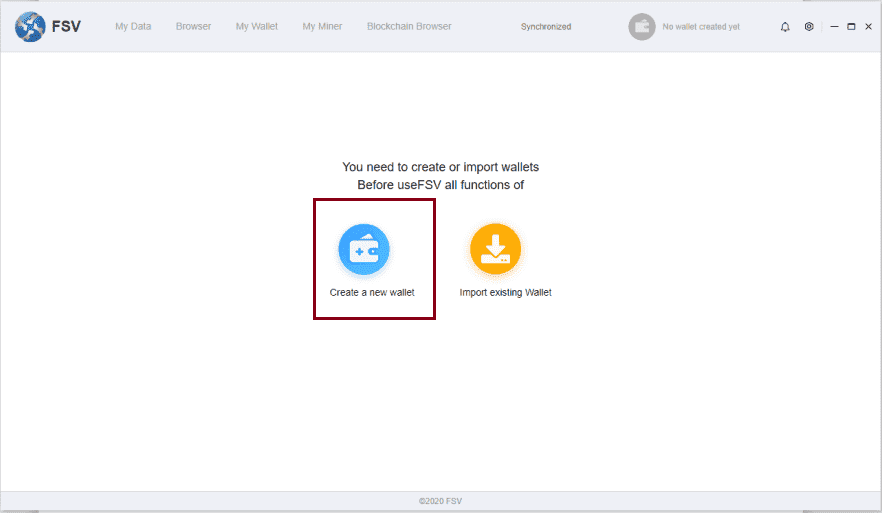 FSV My Data Browser My Wallet My Miner Blockchain Browser Synchronized No wallet created yet
You need to create or import wallets
Before useFSV all functions of
Create a new wallet Import existing Wallet
©2020 FSV